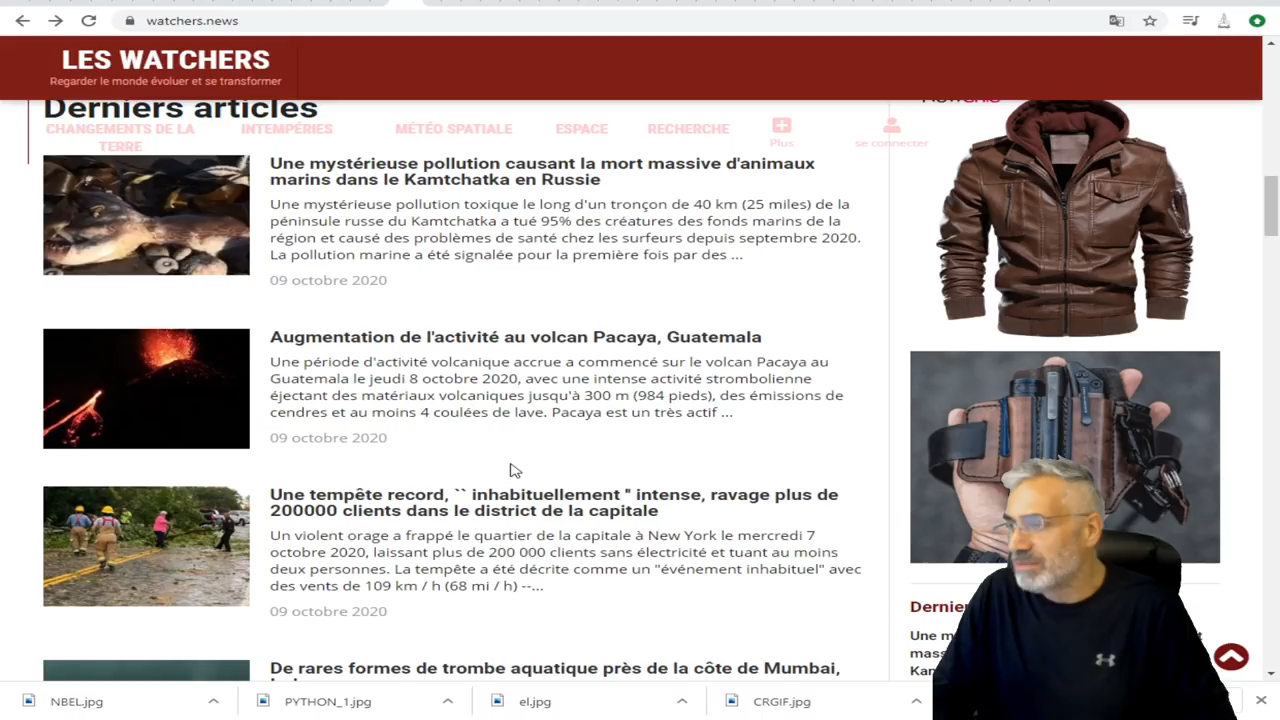 watchers.news
LES WATCHERS
Regarder le monde évoluer et se transformer
Derniers articles
CHANGEMENTS DE LA
TERRE
INTEMPÉRIES
MÉTÉO SPATIALE
ESPACE
RECHERCHE
Plus
se connecter
Une mystérieuse pollution causant la mort massive d'animaux
marins dans le Kamtchatka en Russie
Une mystérieuse pollution toxique le long d'un tronçon de 40 km (25 miles) de la
péninsule russe du Kamtchatka a tué 95% des créatures des fonds marins de la
région et causé des problèmes de santé chez les surfeurs depuis septembre 2020.
La pollution marine a été signalée pour la première fois par des ...
09 octobre 2020
Augmentation de l'activité au volcan Pacaya, Guatemala
Une période d'activité volcanique accrue a commencé sur le volcan Pacaya au
Guatemala le jeudi 8 octobre 2020, avec une intense activité strombolienne
éjectant des matériaux volcaniques jusqu'à 300 m (984 pieds), des émissions de
cendres et au moins 4 coulées de lave. Pacaya est un très actif ...
09 octobre 2020
Une tempête record, `` inhabituellement '' intense, ravage plus de
200000 clients dans le district de la capitale
Un violent orage a frappé le quartier de la capitale à New York le mercredi 7
octobre 2020, laissant plus de 200 000 clients sans électricité et tuant au moins
deux personnes. La tempête a été décrite comme un "événement inhabituel" avec
des vents de 109 km / h (68 mi / h) --...
09 octobre 2020
De rares formes de trombe aquatique près de la côte de Mumbai,
Dernie
Une m
mass
Kam
NBEL.jpg
PYTHON_1.jpg
el.jpg
CRGIF.jpg